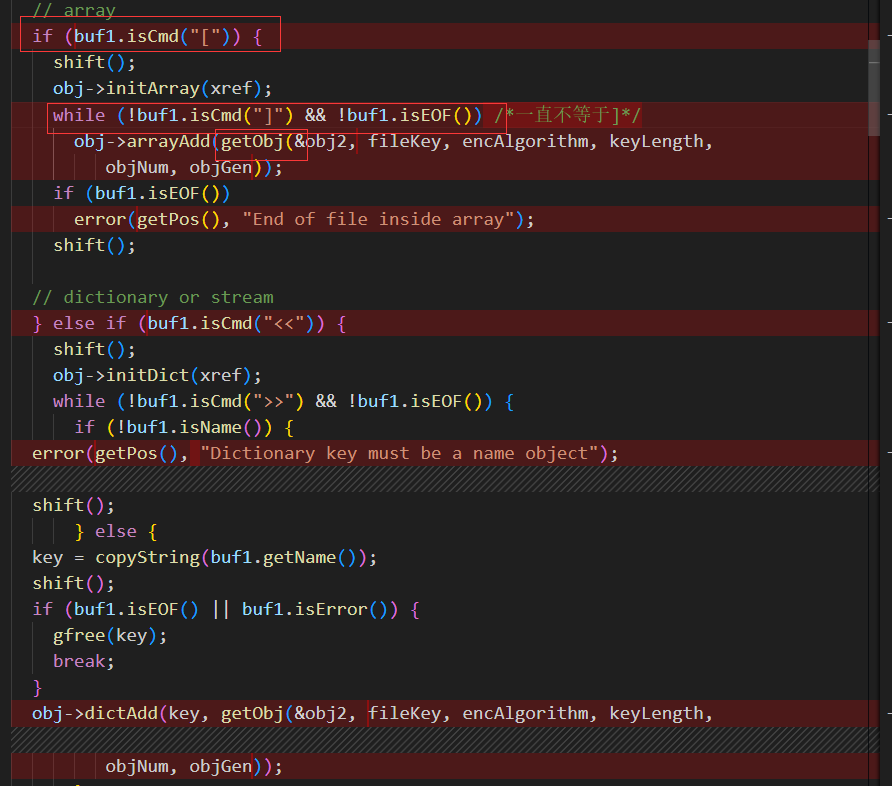 // array
if (buf1.isCmd("[")) {
shift();
obj->initArray(xref);
while (!buf1.isCmd("]") && !buf1.isEOF()) /*一直不等于]*/
obj->arrayAdd(getObj(&obj2, fileKey, encAlgorithm, keyLength,
objNum, objGen));
if (buf1.isEOF())
error(getPos(), "End of file inside array");
shift();
// dictionary or stream
} else if (buf1.isCmd("<<")) {
shift();
obj->initDict(xref);
while (!buf1.isCmd(">>") && !buf1.isEOF()) {
if (!buf1.isName()) {
error(getPos(), "Dictionary key must be a name object");
shift();
} else {
key = copyString(buf1.getName());
shift();
if (buf1.isEOF() || buf1.isError()) {
gfree(key);
break;
}
obj->dictAdd(key, getObj(&obj2, fileKey, encAlgorithm, keyLength,
objNum, objGen));